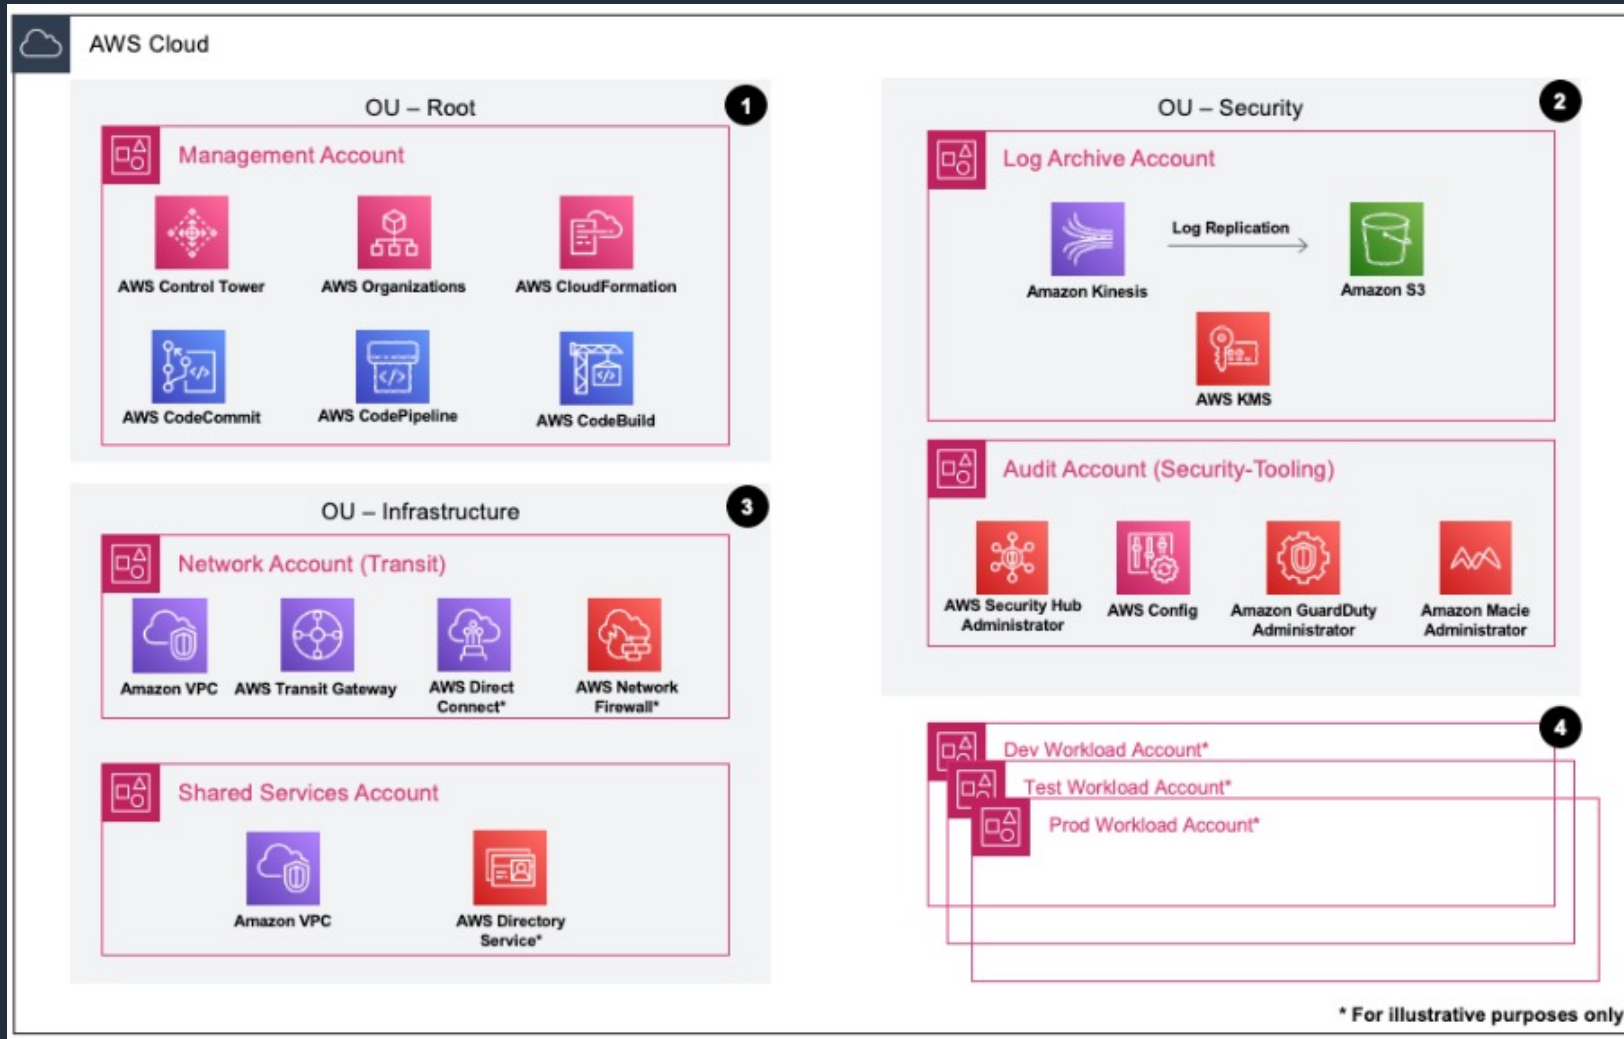 AWS Cloud
OU – Root
1
Management Account
AWS Control Tower
AWS Organizations
AWS CloudFormation
AWS CodeCommit
AWS CodePipeline
AWS CodeBuild
OU – Security
2
Log Archive Account
Log Replication
Amazon Kinesis
Amazon S3
AWS KMS
Audit Account (Security-Tooling)
AWS Security Hub
Administrator
AWS Config
Amazon GuardDuty
Administrator
Amazon Macie
Administrator
OU – Infrastructure
3
Network Account (Transit)
Amazon VPC
AWS Transit Gateway
AWS Direct
Connect*
AWS Network
Firewall*
Shared Services Account
Amazon VPC
AWS Directory
Service*
4
Dev Workload Account*
Test Workload Account*
Prod Workload Account*
* For illustrative purposes only